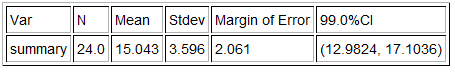 Var N Mean Stdev Margin of Error 99.0%CI
summary 24.0 15.043 3.596 2.061 (12.9824, 17.1036)